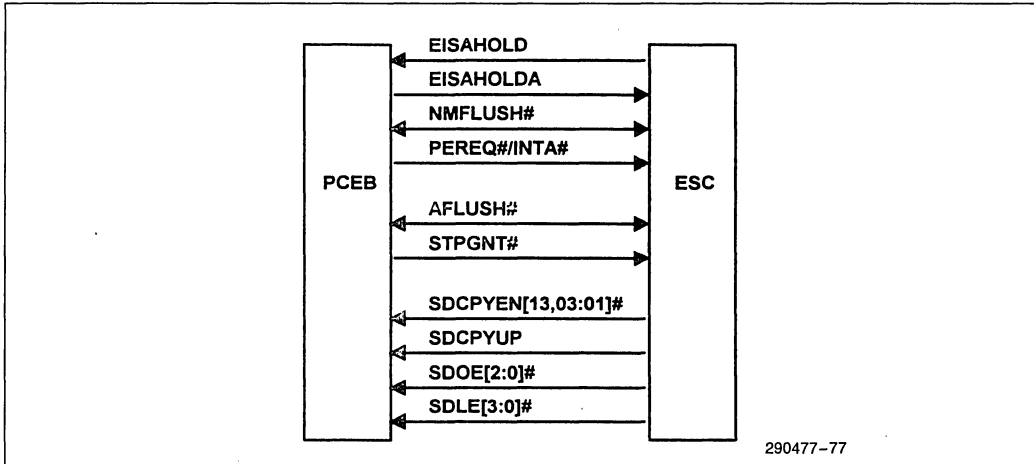 EISAHOLD
EISAHOLDA
NMFLUSH#
PEREQ#/INTA#
PCEB
ESC
AFLUSH#
STPGNT#
SDCPYEN[13,03:01]#
SDCPYUP
SDOE[2:0]#
SDLE[3:0]#
290477–77